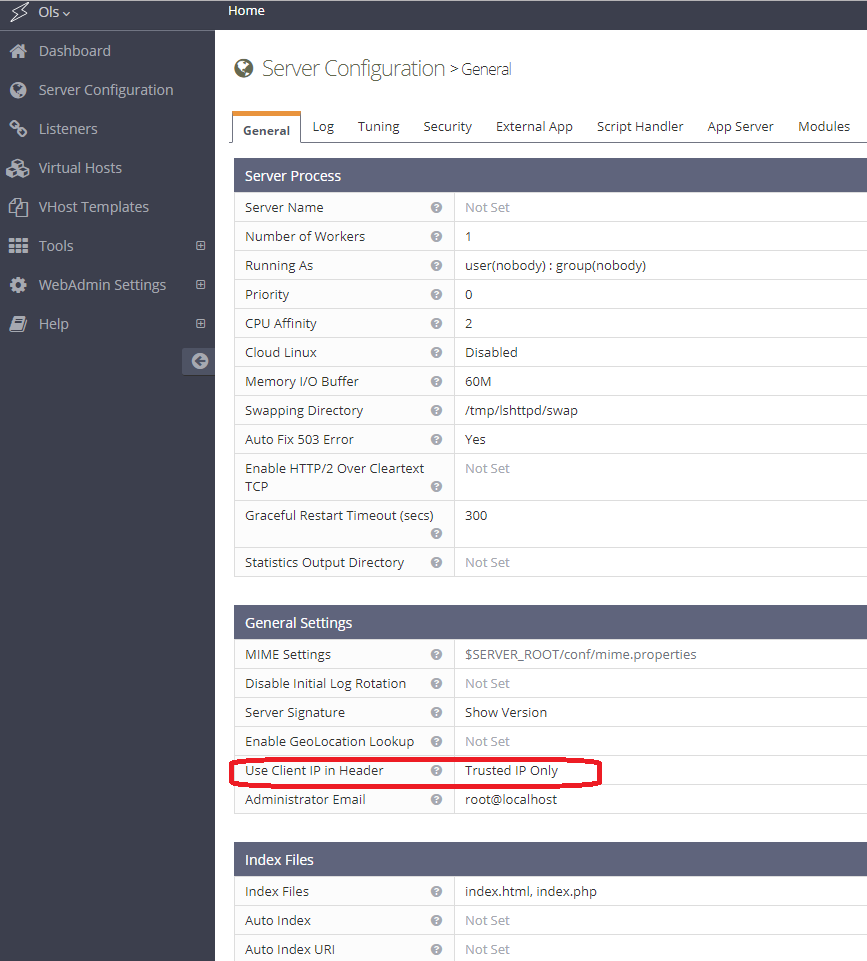 Ols
Home
Dashboard
Server Configuration
Listeners
Virtual Hosts
VHost Templates
Tools
WebAdmin Settings
Help
Server Configuration > General
General Log Tuning Security External App Script Handler App Server Modules
Server Process
Server Name ? Not Set
Number of Workers ? 1
Running As ? user(nobody) : group(nobody)
Priority ? 0
CPU Affinity ? 2
Cloud Linux ? Disabled
Memory I/O Buffer ? 60M
Swapping Directory ? /tmp/lshttpd/swap
Auto Fix 503 Error ? Yes
Enable HTTP/2 Over Cleartext Not Set
TCP ?
Graceful Restart Timeout (secs) 300
?
Statistics Output Directory ? Not Set
General Settings
MIME Settings ? $SERVER_ROOT/conf/mime.properties
Disable Initial Log Rotation ? Not Set
Server Signature ? Show Version
Enable GeoLocation Lookup ? Not Set
Use Client IP in Header ? Trusted IP Only
Administrator Email ? root@localhost
Index Files
Index Files ? index.html, index.php
Auto Index ? Not Set
Auto Index URI ? Not Set